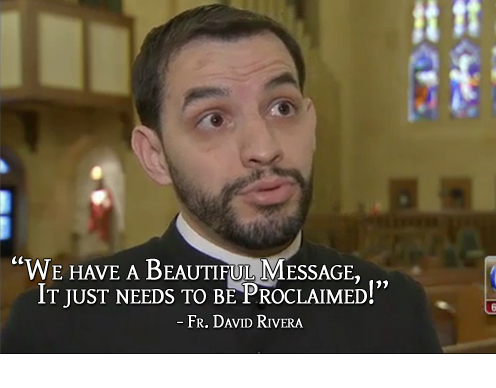 “We have a Beautiful Message,
It just needs to be Proclaimed!”
- Fr. David Rivera